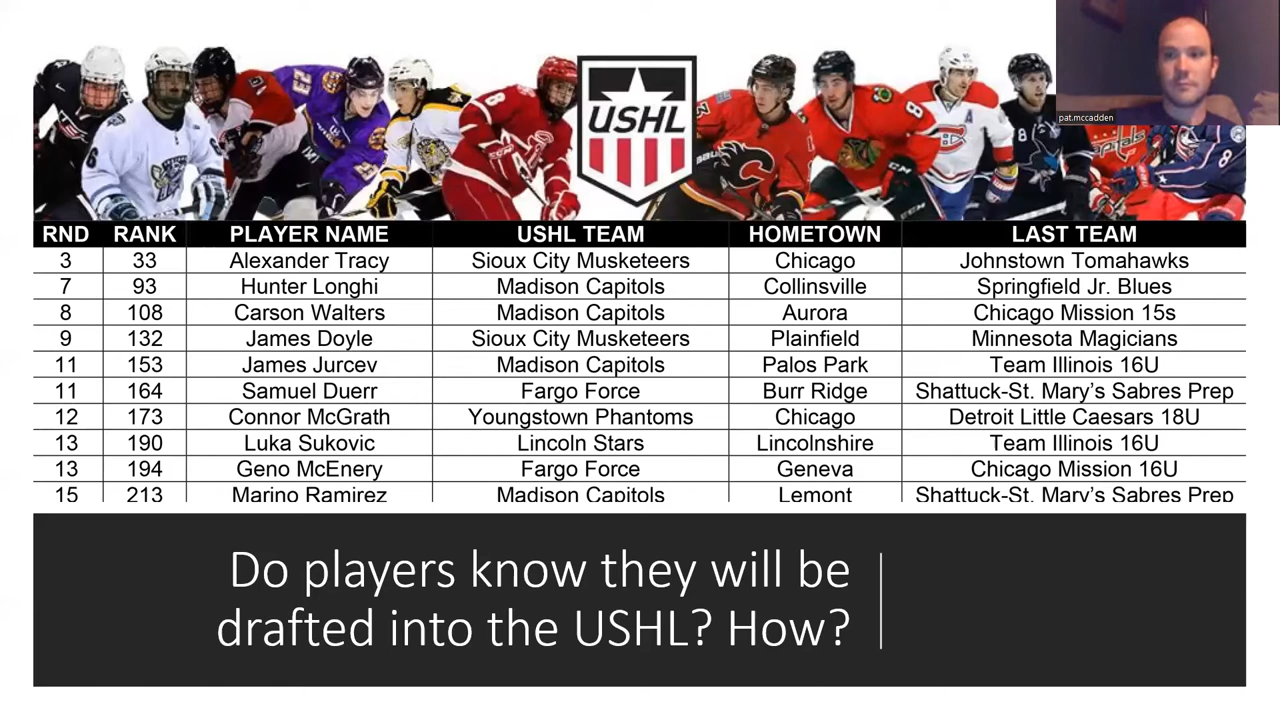 USHL
pat.mccadden
RND RANK PLAYER NAME USHL TEAM HOMETOWN LAST TEAM
3 33 Alexander Tracy Sioux City Musketeers Chicago Johnstown Tomahawks
7 93 Hunter Longhi Madison Capitols Collinsville Springfield Jr. Blues
8 108 Carson Walters Madison Capitols Aurora Chicago Mission 15s
9 132 James Doyle Sioux City Musketeers Plainfield Minnesota Magicians
11 153 James Jurcev Madison Capitols Palos Park Team Illinois 16U
11 164 Samuel Duerr Fargo Force Burr Ridge Shattuck-St. Mary’s Sabres Prep
12 173 Connor McGrath Youngstown Phantoms Chicago Detroit Little Caesars 18U
13 190 Luka Sukovic Lincoln Stars Lincolnshire Team Illinois 16U
13 194 Geno McEnery Fargo Force Geneva Chicago Mission 16U
15 213 Marino Ramirez Madison Capitols Lemont Shattuck-St. Mary’s Sabres Prep
Do players know they will be
drafted into the USHL? How?